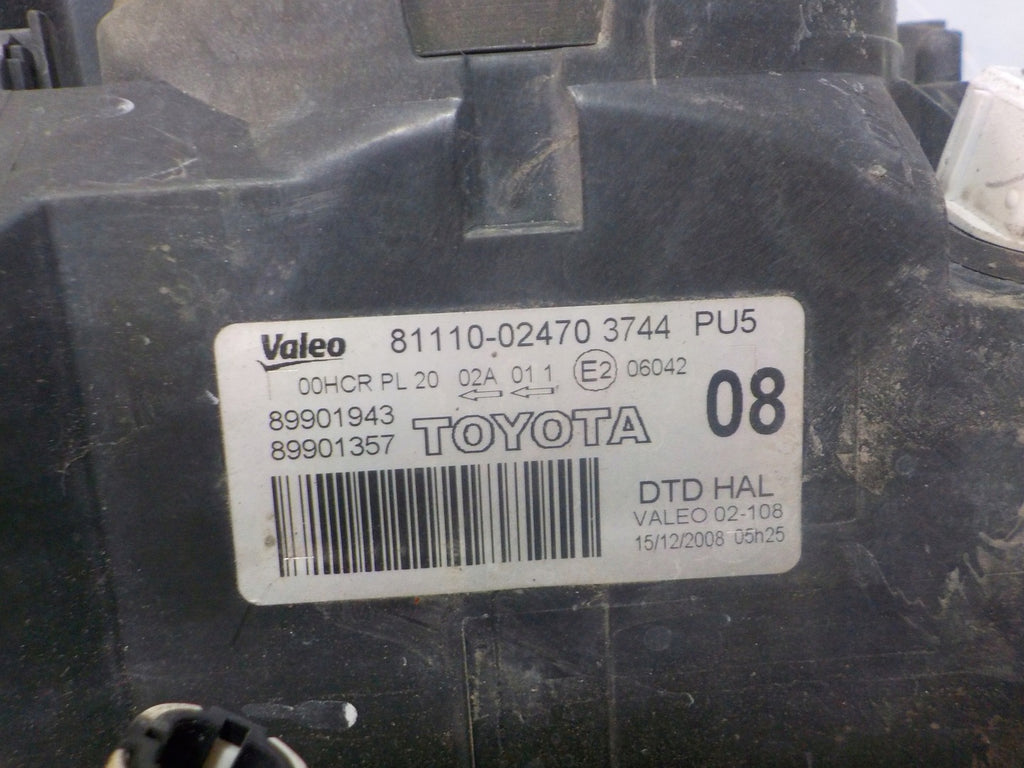 Valeo 81110-02470 3744 PU5
00HCR PL 20 02A 01 1 E2 06042
89901943
89901357 TOYOTA 08
DTD HAL
VALEO 02-108
15/12/2008 05h25